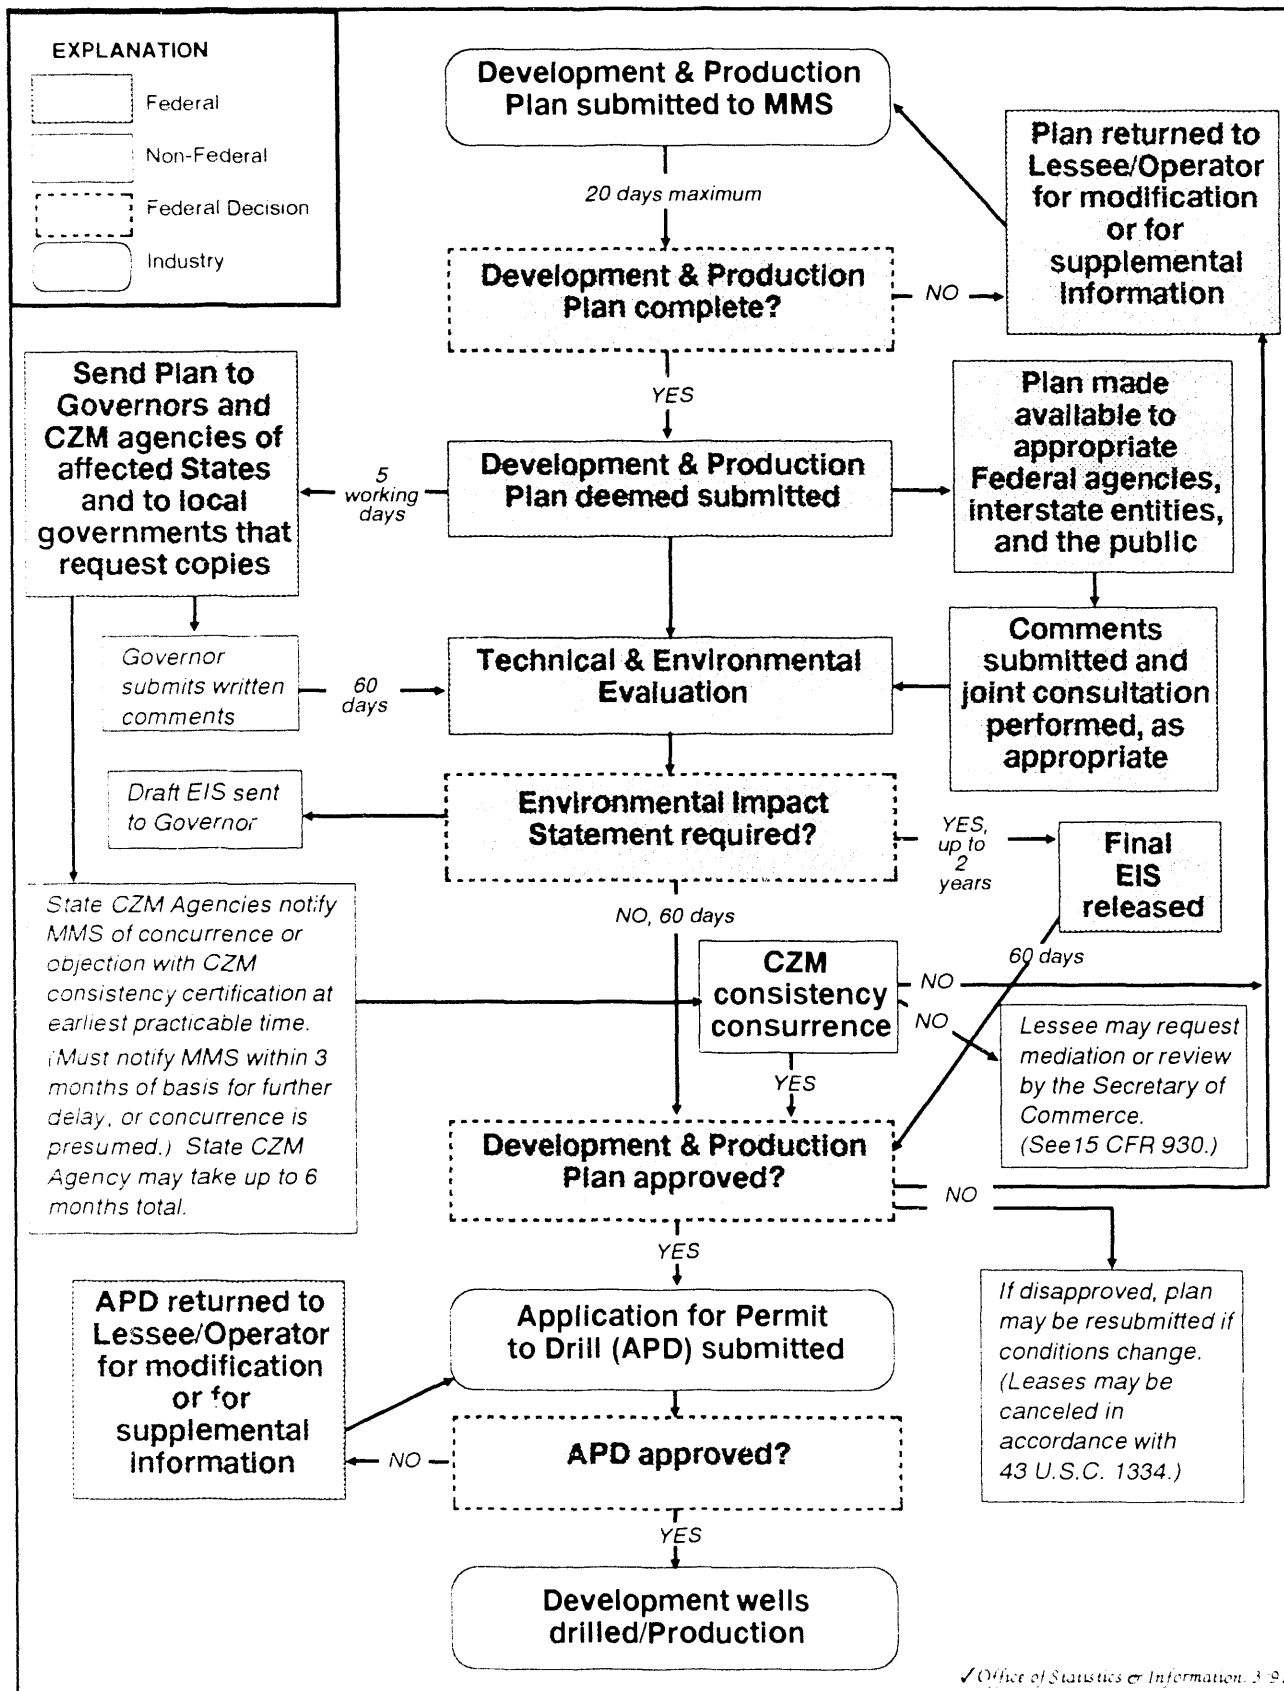 EXPLANATION
Federal
Non-Federal
Federal Decision
Industry
Development & Production
Plan submitted to MMS
20 days maximum
Plan returned to
Lessee/Operator
for modification
or for
supplemental
Information
Development & Production
Plan complete?
NO
YES
Send Plan to
Governors and
CZM agencies of
affected States
and to local
governments that
request copies
5
working
days
Development & Production
Plan deemed submitted
Plan made
available to
appropriate
Federal agencies,
interstate entities,
and the public
Governor
submits written
comments
60
days
Technical & Environmental
Evaluation
Comments
submitted and
joint consultation
performed, as
appropriate
Draft EIS sent
to Governor
Environmental Impact
Statement required?
YES,
up to
2
years
Final
EIS
released
NO, 60 days
60 days
State CZM Agencies notify
MMS of concurrence or
objection with CZM
consistency certification at
earliest practicable time.
(Must notify MMS within 3
months of basis for further
delay, or concurrence is
presumed.) State CZM
Agency may take up to 6
months total.
CZM
consistency
consurrence
NO
NO
YES
Lessee may request
mediation or review
by the Secretary of
Commerce.
(See 15 CFR 930.)
Development & Production
Plan approved?
NO
YES
If disapproved, plan
may be resubmitted if
conditions change.
(Leases may be
canceled in
accordance with
43 U.S.C. 1334.)
APD returned to
Lessee/Operator
for modification
or for
supplemental
information
Application for Permit
to Drill (APD) submitted
NO
APD approved?
YES
Development wells
drilled/Production
Office of Statistics & Information,